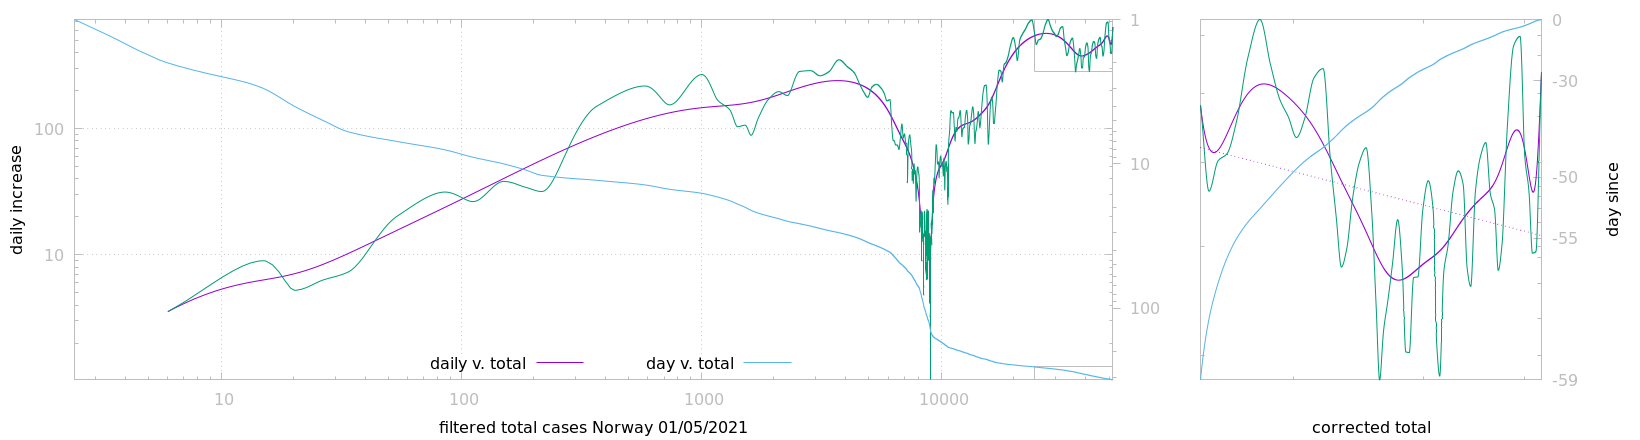 1
0
-30
100
10
daily increase
-50
day since
-55
10
100
daily v. total
day v. total
-59
10
100
1000
10000
filtered total cases Norway 01/05/2021
corrected total